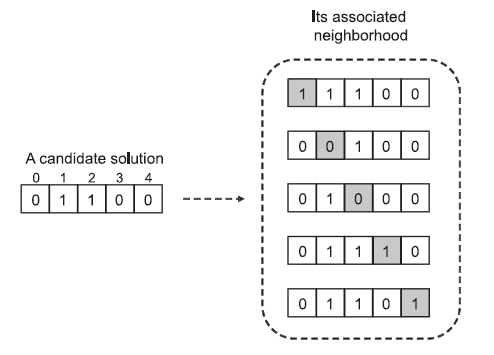 Its associated
neighborhood
1 1 1 0 0
0 0 1 0 0
A candidate solution
0 1 2 3 4
0 1 1 0 0
0 1 0 0 0
0 1 1 1 0
0 1 1 0 1